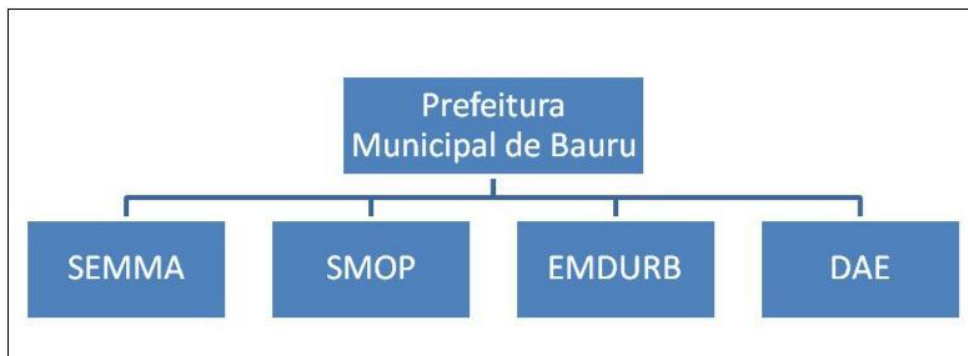 Prefeitura
Municipal de Bauru
SEMMA
SMOP
EMDURB
DAE